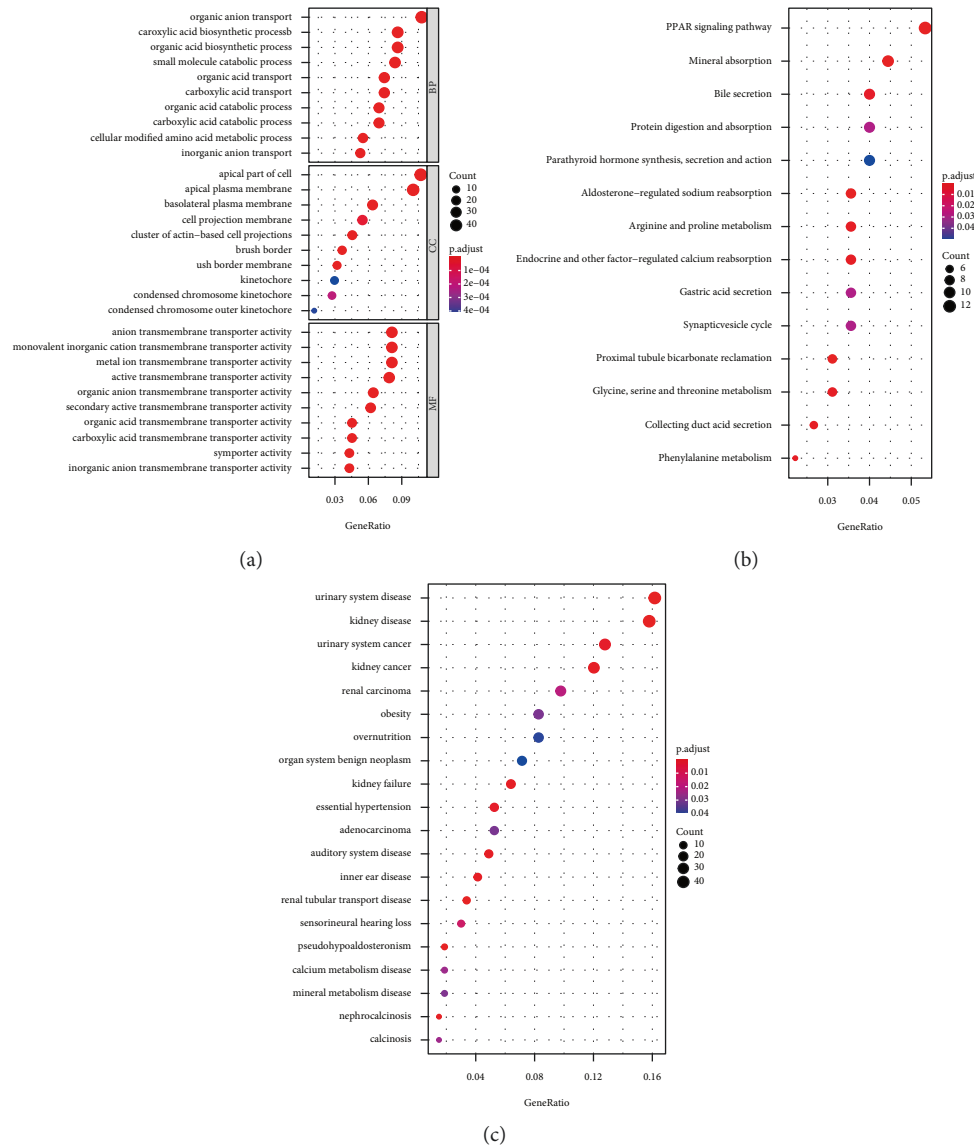 organic anion transport
caroxylic acid biosynthetic processb
organic acid biosynthetic process
small molecule catabolic process
organic acid transport
carboxylic acid transport
organic acid catabolic process
carboxylic acid catabolic process
cellular modified amino acid metabolic process
inorganic anion transport
BP
apical part of cell
apical plasma membrane
basolateral plasma membrane
cell projection membrane
cluster of actin−based cell projections
brush border
ush border membrane
kinetochore
condensed chromosome kinetochore
condensed chromosome outer kinetochore
CC
anion transmembrane transporter activity
monovalent inorganic cation transmembrane transporter activity
metal ion transmembrane transporter activity
active transmembrane transporter activity
organic anion transmembrane transporter activity
secondary active transmembrane transporter activity
organic acid transmembrane transporter activity
carboxylic acid transmembrane transporter activity
symporter activity
inorganic anion transmembrane transporter activity
MF
0.03 0.06 0.09
GeneRatio
Count
10
20
30
40
p.adjust
1e−04
2e−04
3e−04
4e−04
(a)
PPAR signaling pathway
Mineral absorption
Bile secretion
Protein digestion and absorption
Parathyroid hormone synthesis, secretion and action
Aldosterone−regulated sodium reabsorption
Arginine and proline metabolism
Endocrine and other factor−regulated calcium reabsorption
Gastric acid secretion
Synapticvesicle cycle
Proximal tubule bicarbonate reclamation
Glycine, serine and threonine metabolism
Collecting duct acid secretion
Phenylalanine metabolism
0.03 0.04 0.05
GeneRatio
p.adjust
0.01
0.02
0.03
0.04
Count
6
8
10
12
(b)
urinary system disease
kidney disease
urinary system cancer
kidney cancer
renal carcinoma
obesity
overnutrition
organ system benign neoplasm
kidney failure
essential hypertension
adenocarcinoma
auditory system disease
inner ear disease
renal tubular transport disease
sensorineural hearing loss
pseudohypoaldosteronism
calcium metabolism disease
mineral metabolism disease
nephrocalcinosis
calcinosis
0.04 0.08 0.12 0.16
GeneRatio
p.adjust
0.01
0.02
0.03
0.04
Count
10
20
30
40
(c)